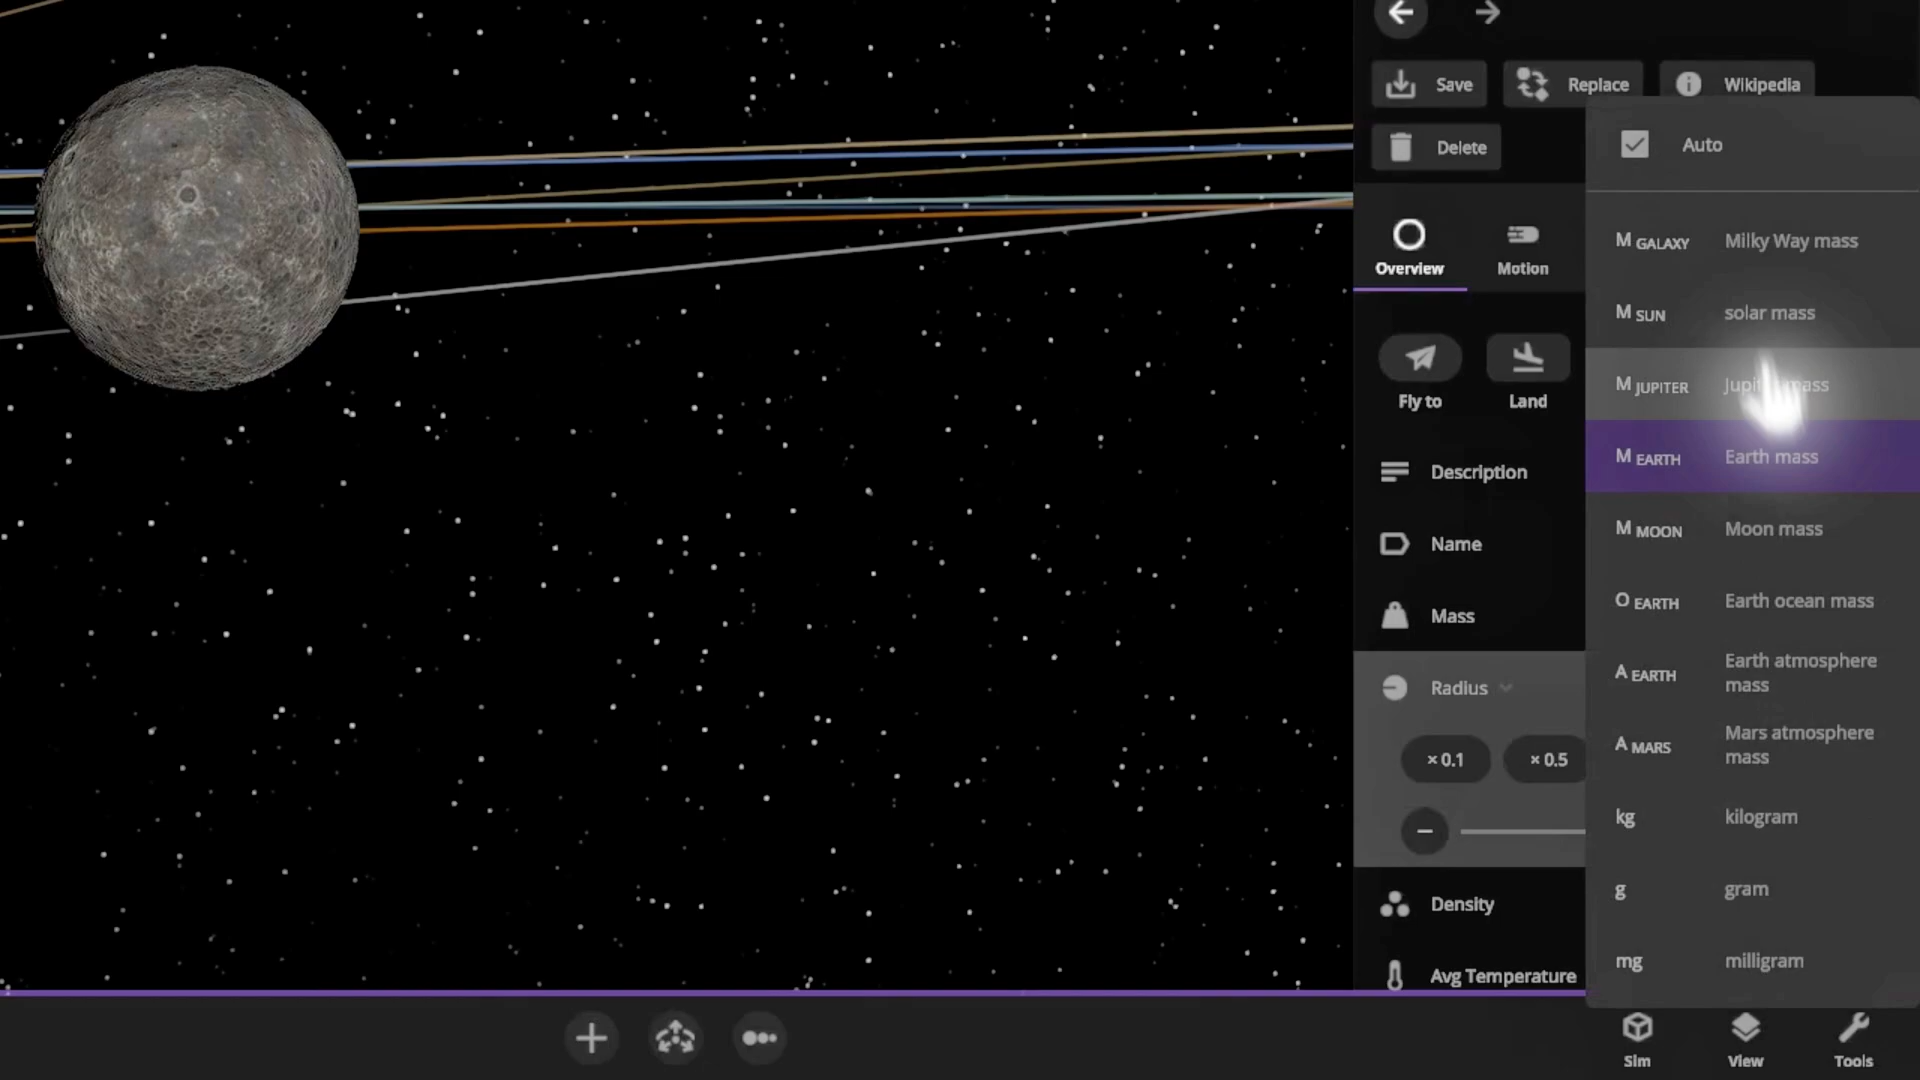 Save
Replace
Wikipedia
Delete
Auto
Overview
Motion
Fly to
Land
Description
Name
Mass
Radius
× 0.1
× 0.5
Density
Avg Temperature
M GALAXY Milky Way mass
M SUN solar mass
M JUPITER Jupiter mass
M EARTH Earth mass
M MOON Moon mass
O EARTH Earth ocean mass
A EARTH Earth atmosphere
mass
A MARS Mars atmosphere
mass
kg kilogram
g gram
mg milligram
Sim
View
Tools